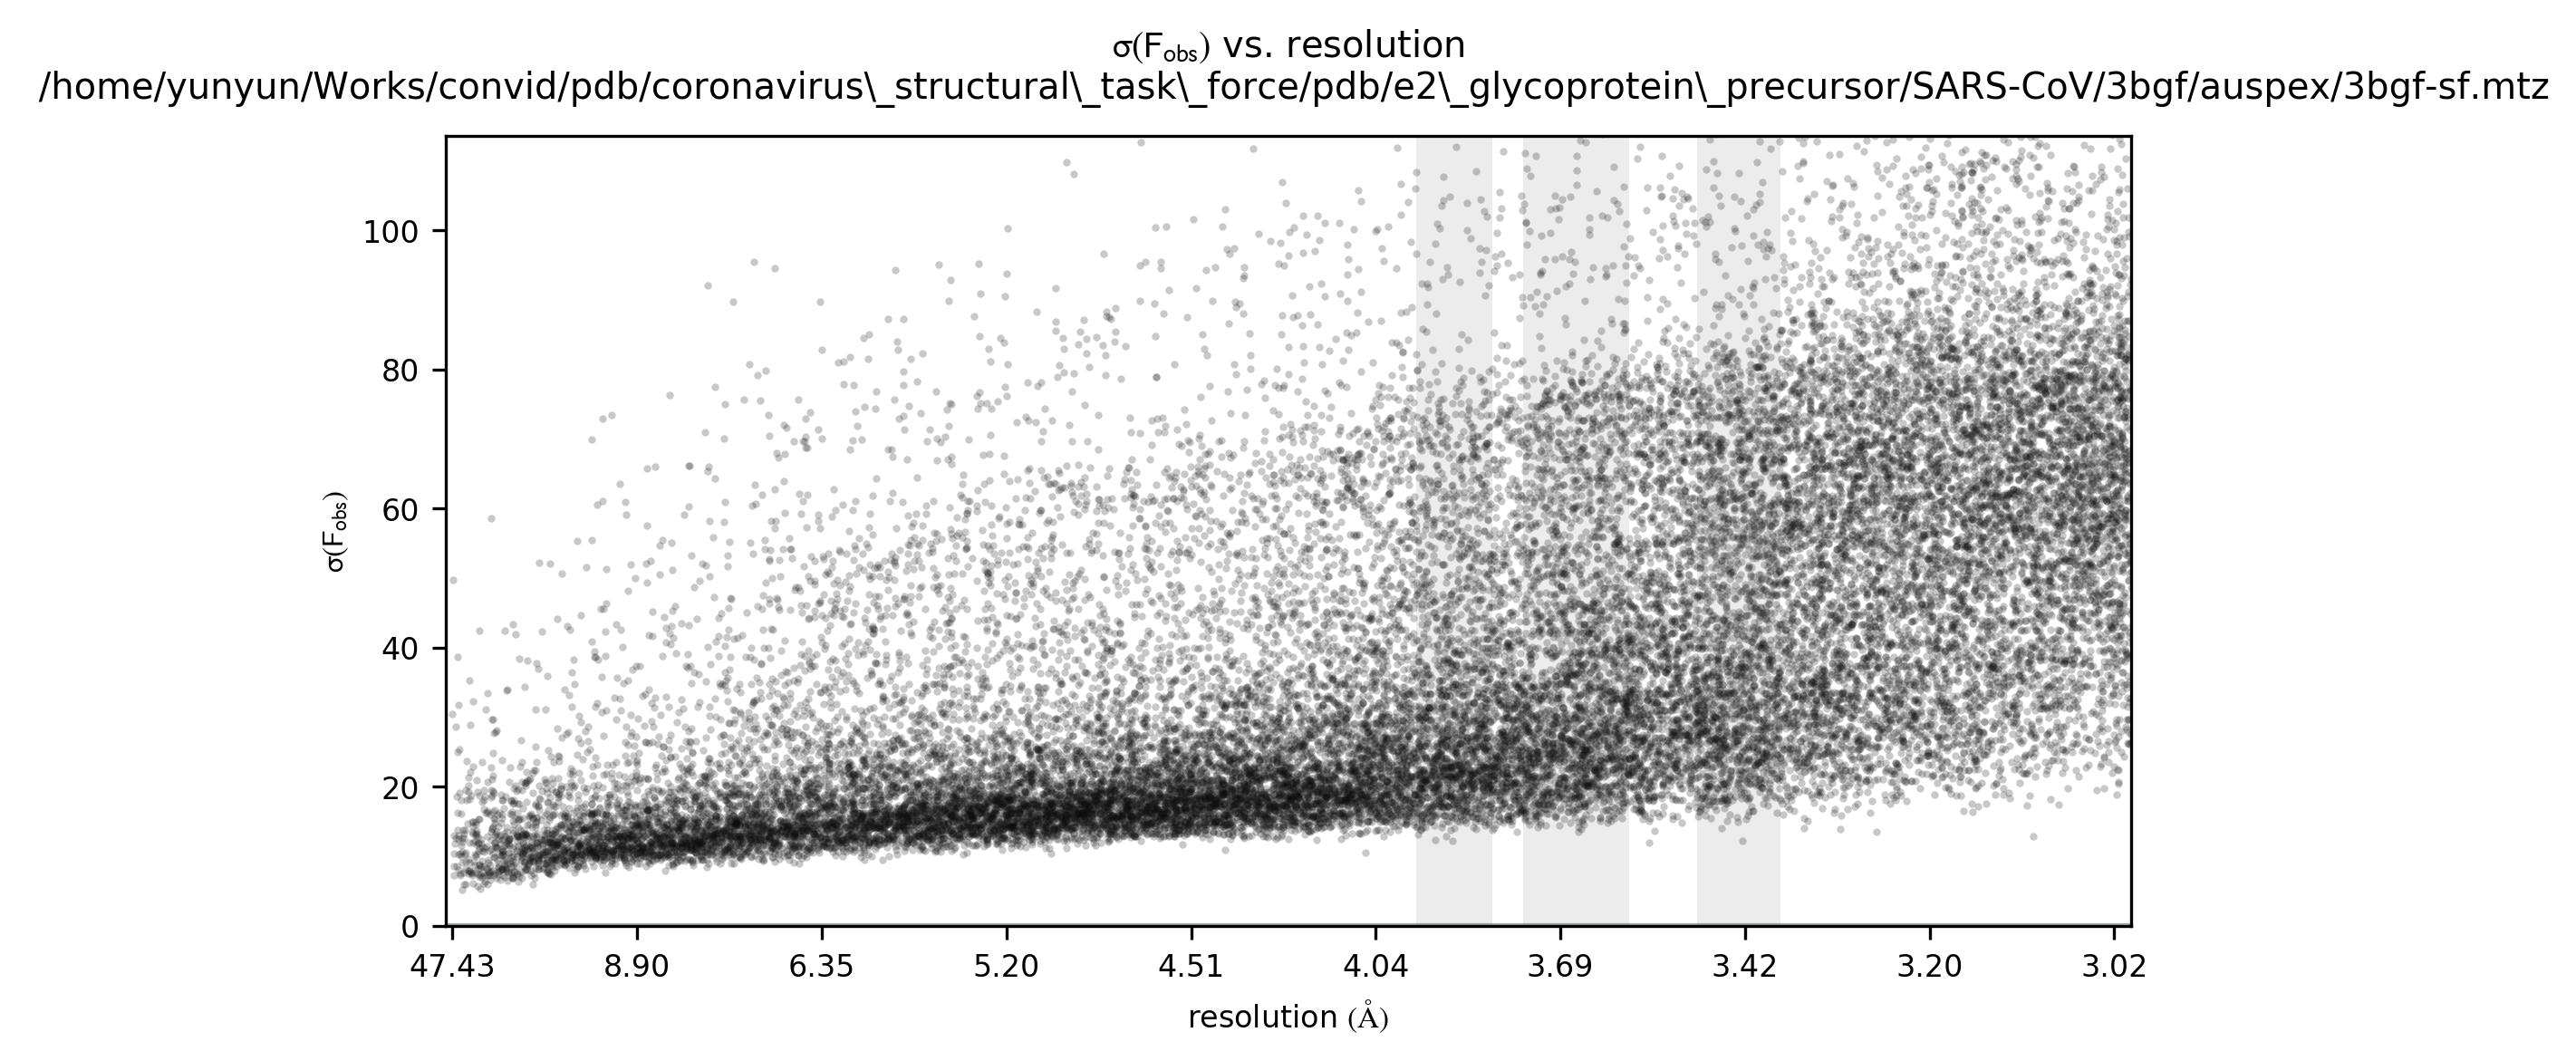 σ(F_obs) vs. resolution
/home/yunyun/Works/convid/pdb/coronavirus\_structural\_task\_force/pdb/e2\_glycoprotein\_precursor/SARS-CoV/3bgf/auspex/3bgf-sf.mtz
σ(F_obs)
100
80
60
40
20
0
47.43 8.90 6.35 5.20 4.51 4.04 3.69 3.42 3.20 3.02
resolution (Å)